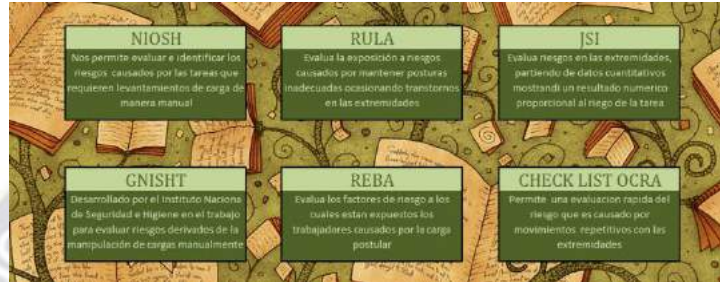 NIOSH
Nos permite evaluar e identificar los
riesgos causados por las tareas que
requieren levantamientos de carga de
manera manual
RULA
Evalua la exposición a riesgos
causados por mantener posturas
inadecuadas ocasionando transtornos
en las extremidades
JSI
Evalua riesgos en las extremidades,
partiendo de datos cuantitativos
mostrandi un resultado numerico
proporcional al riego de la tarea
GNISHT
Desarrollado por el Instituto Naciona
de Seguridad e Higiene en el trabajo
para evaluar riesgos derivados de la
manipulación de cargas manualmente
REBA
Evalua los factores de riesgo a los
cuales estan expuestos los
trabajadores causados por la carga
postular
CHECK LIST OCRA
Permite una evaluacion rapida del
riesgo que es causado por
movimientos repetitivos con las
extremidades